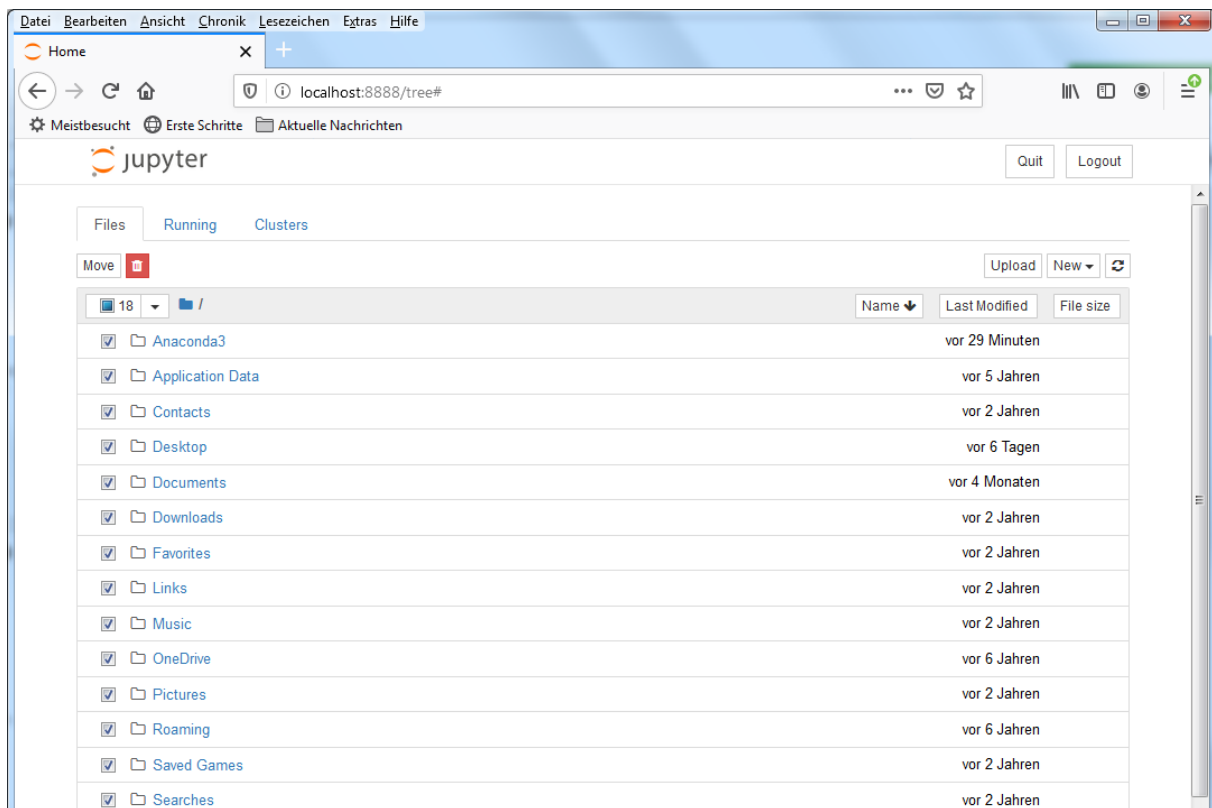 Datei Bearbeiten Ansicht Chronik Lesezeichen Extras Hilfe
Home
localhost:8888/tree#
Meistbesucht Erste Schritte Aktuelle Nachrichten
jupyter Quit Logout
Files Running Clusters
Move Upload New
18 / Name Last Modified File size
Anaconda3 vor 29 Minuten
Application Data vor 5 Jahren
Contacts vor 2 Jahren
Desktop vor 6 Tagen
Documents vor 4 Monaten
Downloads vor 2 Jahren
Favorites vor 2 Jahren
Links vor 2 Jahren
Music vor 2 Jahren
OneDrive vor 6 Jahren
Pictures vor 2 Jahren
Roaming vor 6 Jahren
Saved Games vor 2 Jahren
Searches vor 2 Jahren